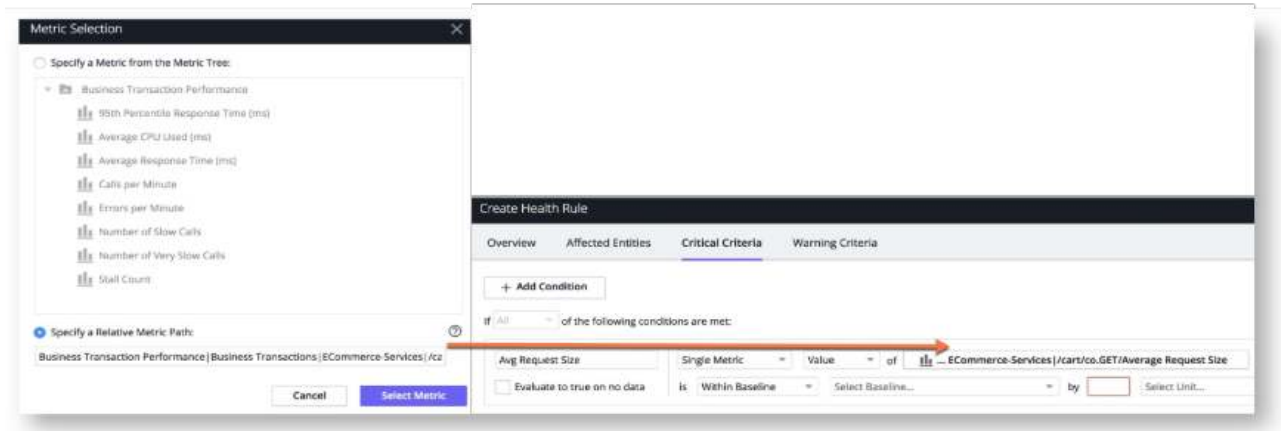 Metric Selection
Specify a Metric from the Metric Tree:
Business Transaction Performance
95th Percentile Response Time (ms)
Average CPU Used (ms)
Average Response Time (ms)
Calls per Minute
Errors per Minute
Number of Slow Calls
Number of Very Slow Calls
Stall Count
Specify a Relative Metric Path:
Business Transaction Performance|Business Transactions|ECommerce-Services|/ca
Cancel Select Metric
Create Health Rule
Overview Affected Entities Critical Criteria Warning Criteria
+ Add Condition
If All of the following conditions are met:
Avg Request Size Single Metric Value of ... ECommerce-Services|/cart/co.GET/Average Request Size
Evaluate to true on no data is Within Baseline Select Baseline... by Select Unit...